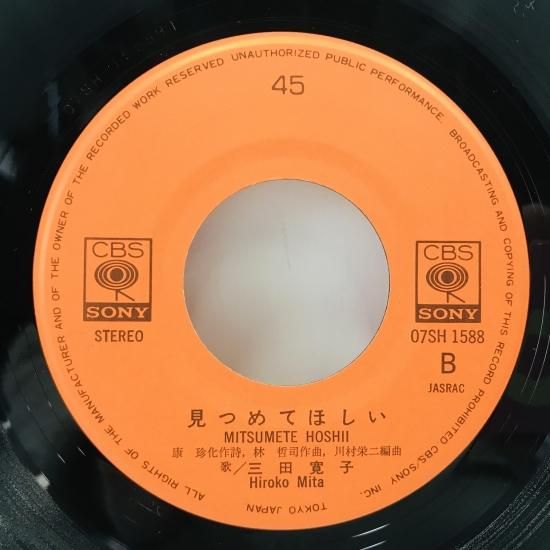 ALL RIGHTS OF THE MANUFACTURER AND OF THE OWNER OF THE RECORDED WORK RESERVED UNAUTHORIZED PUBLIC PERFORMANCE. BROADCASTING AND COPYING OF THIS RECORD PROHIBITED CBS/SONY INC.
TOKYO JAPAN
45
CBS
SONY
STEREO
CBS
SONY
07SH 1588
B
JASRAC
見つめてほしい
MITSUMETE HOSHII
康 珍化作詩, 林 哲司作曲, 川村栄二編曲
歌/三田寛子
Hiroko Mita